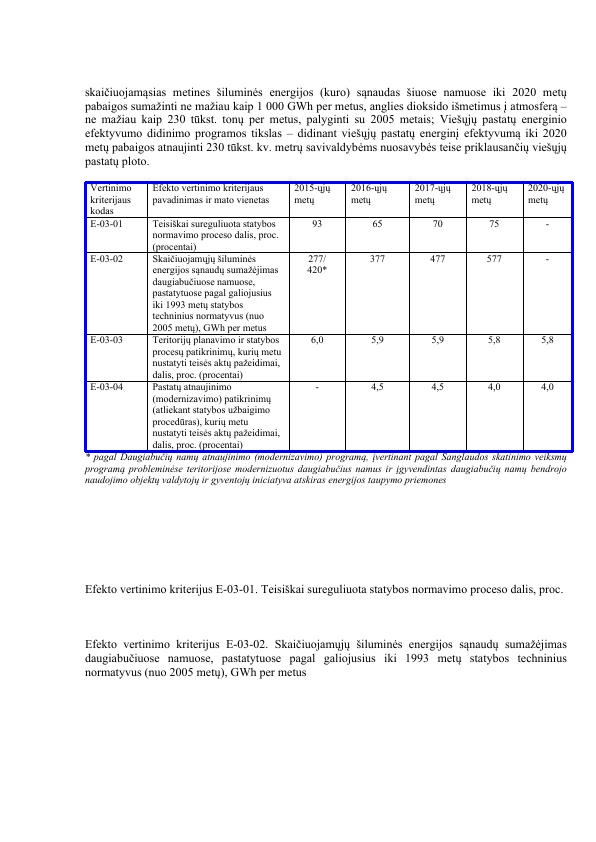 skaičiuojamąsias metines šiluminės energijos (kuro) sąnaudas šiuose namuose iki 2020 metų
pabaigos sumažinti ne mažiau kaip 1 000 GWh per metus, anglies dioksido išmetimus į atmosferą –
ne mažiau kaip 230 tūkst. tonų per metus, palyginti su 2005 metais; Viešųjų pastatų energinio
efektyvumo didinimo programos tikslas – didinant viešųjų pastatų energinį efektyvumą iki 2020
metų pabaigos atnaujinti 230 tūkst. kv. metrų savivaldybėms nuosavybės teise priklausančių viešųjų
pastatų ploto.
Vertinimo kriterijaus kodas | Efekto vertinimo kriterijaus pavadinimas ir mato vienetas | 2015-ųjų metų | 2016-ųjų metų | 2017-ųjų metų | 2018-ųjų metų | 2020-ųjų metų
E-03-01 | Teisiškai sureguliuota statybos normavimo proceso dalis, proc. (procentai) | 93 | 65 | 70 | 75 | -
E-03-02 | Skaičiuojamųjų šiluminės energijos sąnaudų sumažėjimas daugiabučiuose namuose, pastatytuose pagal galiojusius iki 1993 metų statybos techninius normatyvus (nuo 2005 metų), GWh per metus | 277/ 420* | 377 | 477 | 577 | -
E-03-03 | Teritorijų planavimo ir statybos procesų patikrinimų, kurių metu nustatyti teisės aktų pažeidimai, dalis, proc. (procentai) | 6,0 | 5,9 | 5,9 | 5,8 | 5,8
E-03-04 | Pastatų atnaujinimo (modernizavimo) patikrinimų (atliekant statybos užbaigimo procedūras), kurių metu nustatyti teisės aktų pažeidimai, dalis, proc. (procentai) | - | 4,5 | 4,5 | 4,0 | 4,0
* pagal Daugiabučių namų atnaujinimo (modernizavimo) programą, įvertinant pagal Sanglaudos skatinimo veiksmų
programą probleminėse teritorijose modernizuotus daugiabučius namus ir įgyvendintas daugiabučių namų bendrojo
naudojimo objektų valdytojų ir gyventojų iniciatyva atskiras energijos taupymo priemones
Efekto vertinimo kriterijus E-03-01. Teisiškai sureguliuota statybos normavimo proceso dalis, proc.
Efekto vertinimo kriterijus E-03-02. Skaičiuojamųjų šiluminės energijos sąnaudų sumažėjimas
daugiabučiuose namuose, pastatytuose pagal galiojusius iki 1993 metų statybos techninius
normatyvus (nuo 2005 metų), GWh per metus